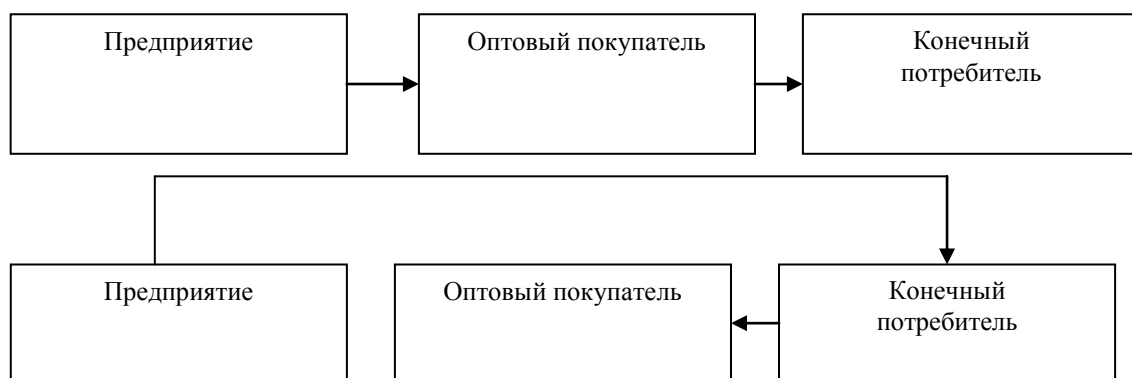 Предприятие
Оптовый покупатель
Конечный
потребитель
Предприятие
Оптовый покупатель
Конечный
потребитель